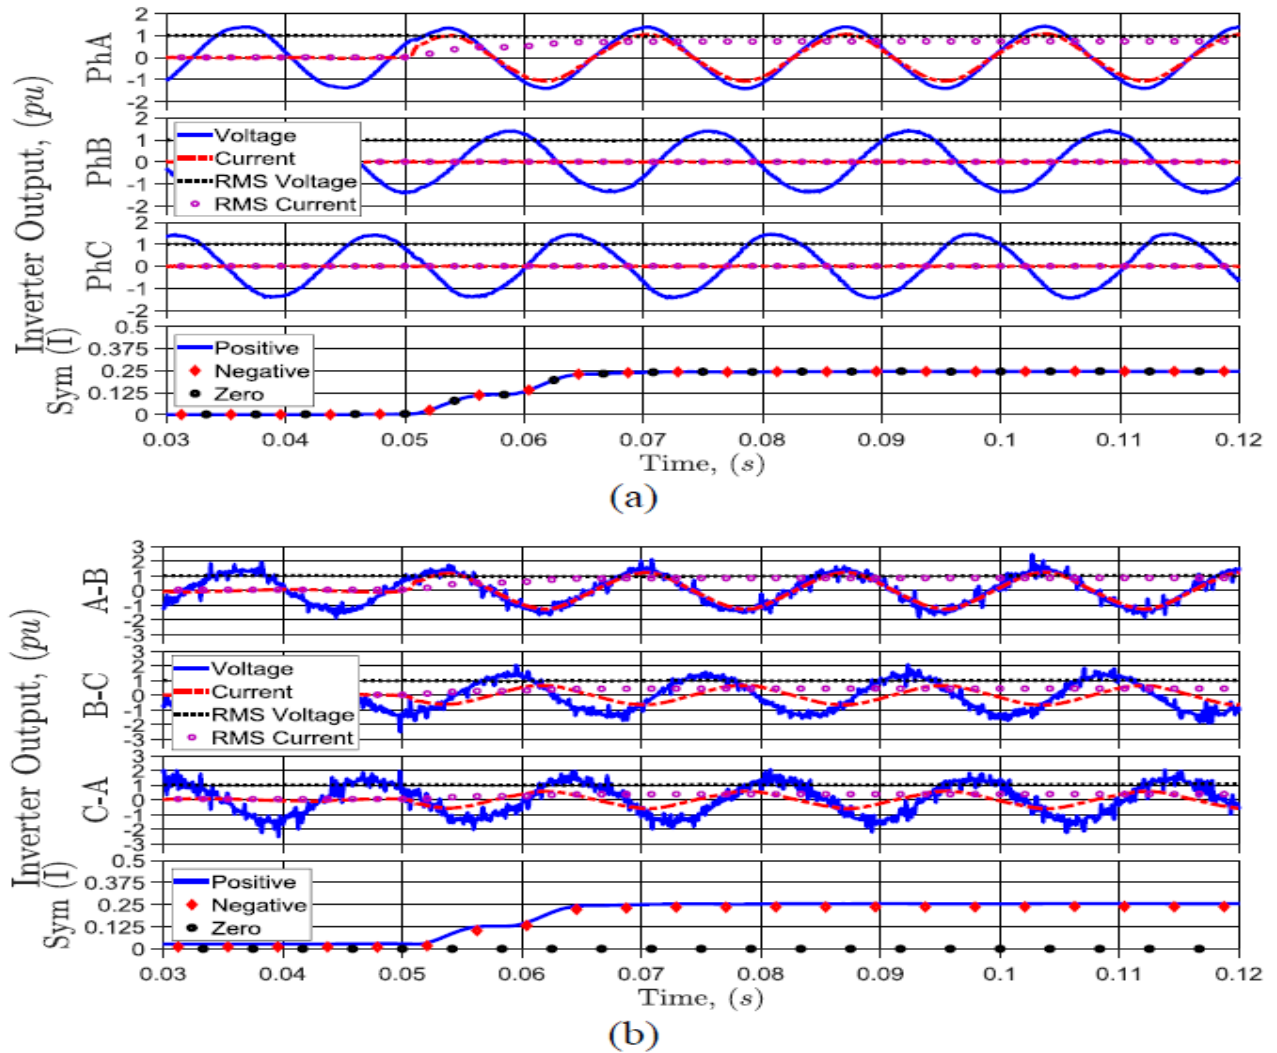 Inverter Output, (pu)
PhA
2
1
0
-1
-2
PhB
2
1
0
-1
-2
Voltage
Current
RMS Voltage
RMS Current
PhC
2
1
0
-1
-2
Sym (I)
0.5
0.375
0.25
0.125
0
Positive
Negative
Zero
0.03 0.04 0.05 0.06 0.07 0.08 0.09 0.1 0.11 0.12
Time, (s)
(a)
Inverter Output, (pu)
A-B
3
2
1
0
-1
-2
-3
B-C
3
2
1
0
-1
-2
-3
Voltage
Current
RMS Voltage
RMS Current
C-A
3
2
1
0
-1
-2
-3
Sym (I)
0.5
0.375
0.25
0.125
0
Positive
Negative
Zero
0.03 0.04 0.05 0.06 0.07 0.08 0.09 0.1 0.11 0.12
Time, (s)
(b)